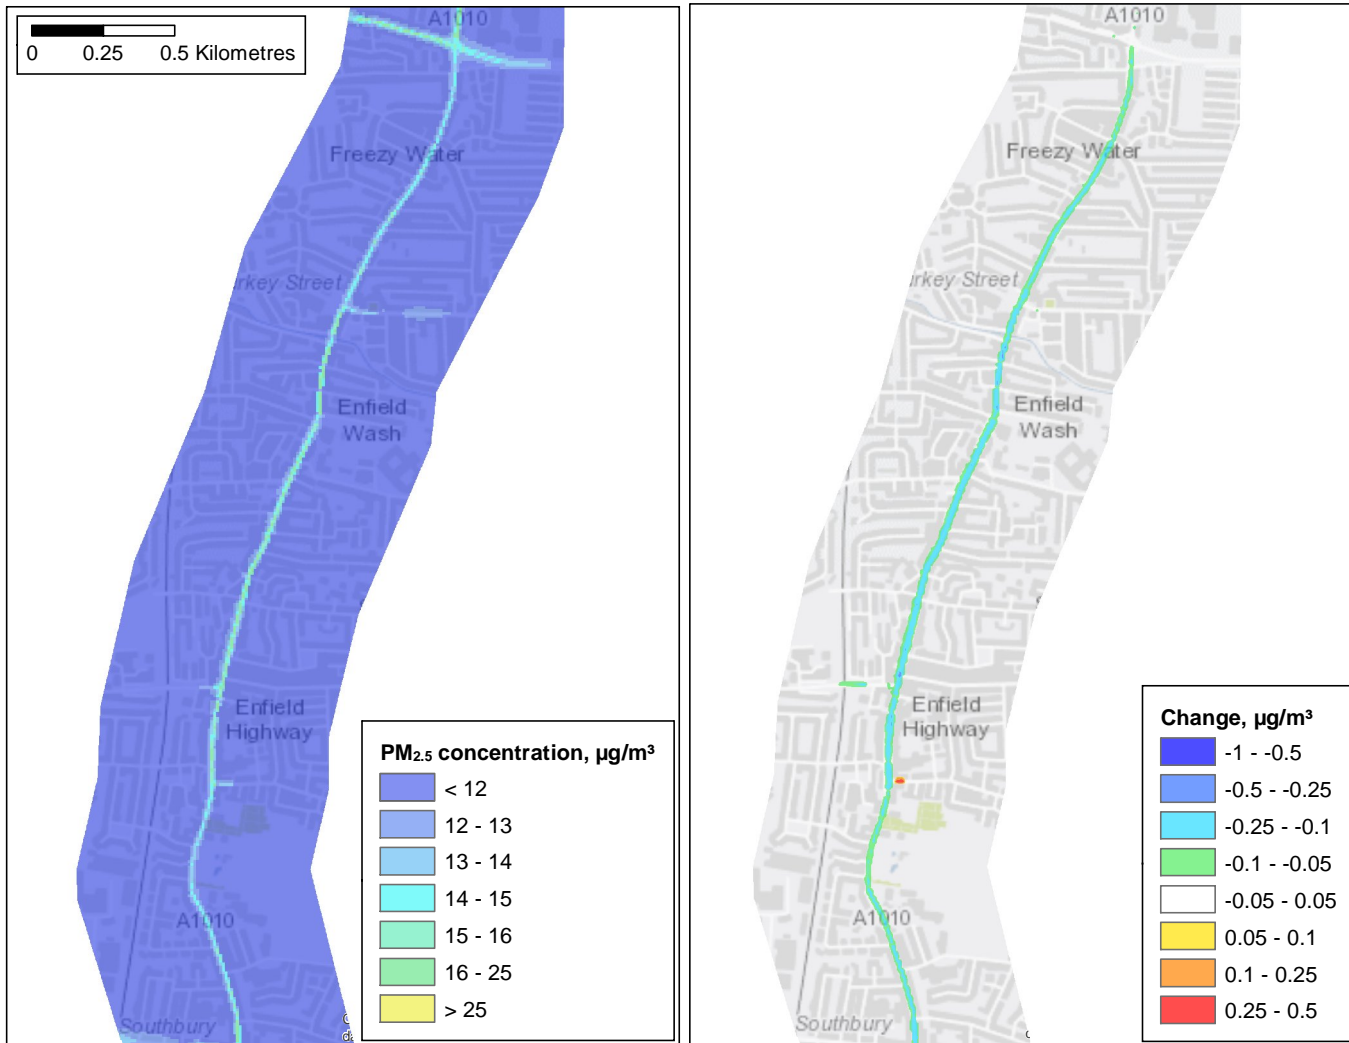 A1010
0 0.25 0.5 Kilometres
Freezy Water
Street
Enfield
Wash
Enfield
Highway
A1010
Southbury
PM2.5 concentration, µg/m³
< 12
12 - 13
13 - 14
14 - 15
15 - 16
16 - 25
> 25
A1010
Freezy Water
Street
Enfield
Wash
Enfield
Highway
A1010
Southbury
Change, µg/m³
-1 - -0.5
-0.5 - -0.25
-0.25 - -0.1
-0.1 - -0.05
-0.05 - 0.05
0.05 - 0.1
0.1 - 0.25
0.25 - 0.5